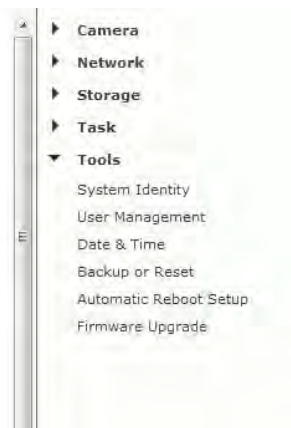 Camera
Network
Storage
Task
Tools
System Identity
User Management
Date & Time
Backup or Reset
Automatic Reboot Setup
Firmware Upgrade